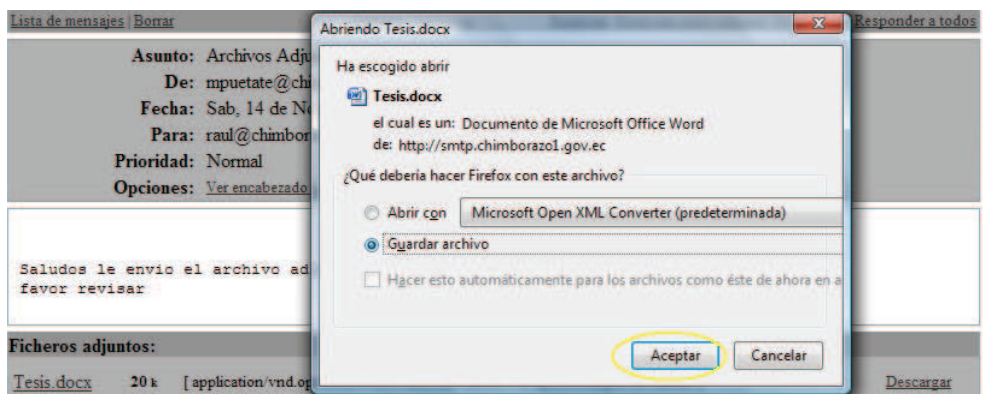 Lista de mensajes | Borrar
Responder a todos
Asunto: Archivos Adju
De: mpuetate@chi
Fecha: Sab, 14 de No
Para: raul@chimbor
Prioridad: Normal
Opciones: Ver encabezado
Saludos le envio el archivo ad
favor revisar
Ficheros adjuntos:
Tesis.docx 20 k [ application/vnd.op
Descargar
Abriendo Tesis.docx
Ha escogido abrir
Tesis.docx
el cual es un: Documento de Microsoft Office Word
de: http://smtp.chimborazo1.gov.ec
¿Qué debería hacer Firefox con este archivo?
Abrir con Microsoft Open XML Converter (predeterminada)
Guardar archivo
Hacer esto automáticamente para los archivos como éste de ahora en a
Aceptar Cancelar